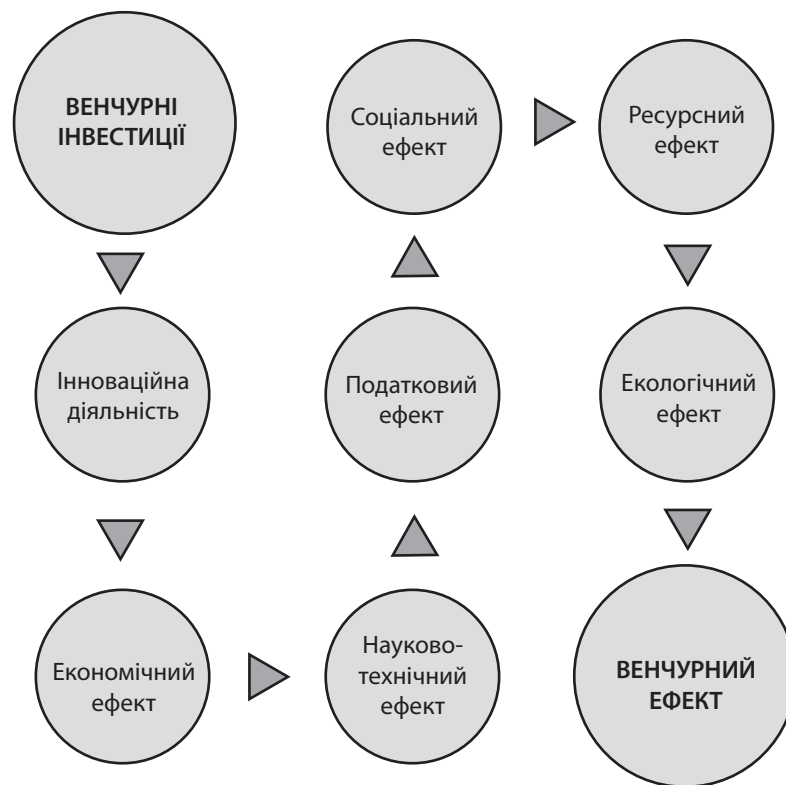 ВЕНЧУРНІ
ІНВЕСТИЦІЇ
Інноваційна
діяльність
Економічний
ефект
Науково-
технічний
ефект
Податковий
ефект
Соціальний
ефект
Ресурсний
ефект
Екологічний
ефект
ВЕНЧУРНИЙ
ЕФЕКТ